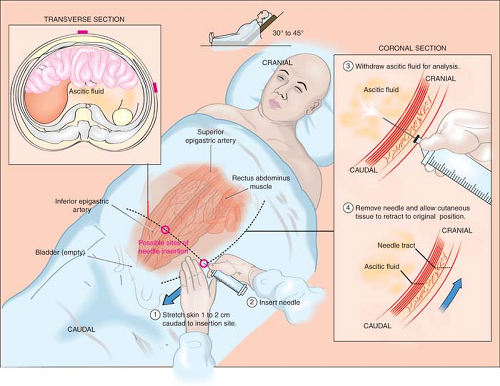 TRANSVERSE SECTION
Ascitic fluid
30° to 45°
CRANIAL
Superior
epigastric artery
Rectus abdominus
muscle
Inferior epigastric
artery
Possible sites of
needle insertion
Bladder (empty)
CAUDAL
1 Stretch skin 1 to 2 cm
caudad to insertion site.
2 Insert needle
CORONAL SECTION
3 Withdraw ascitic fluid for analysis.
CRANIAL
Ascitic fluid
CAUDAL
4 Remove needle and allow cutaneous
tissue to retract to original position.
CRANIAL
Needle tract
Ascitic fluid
CAUDAL